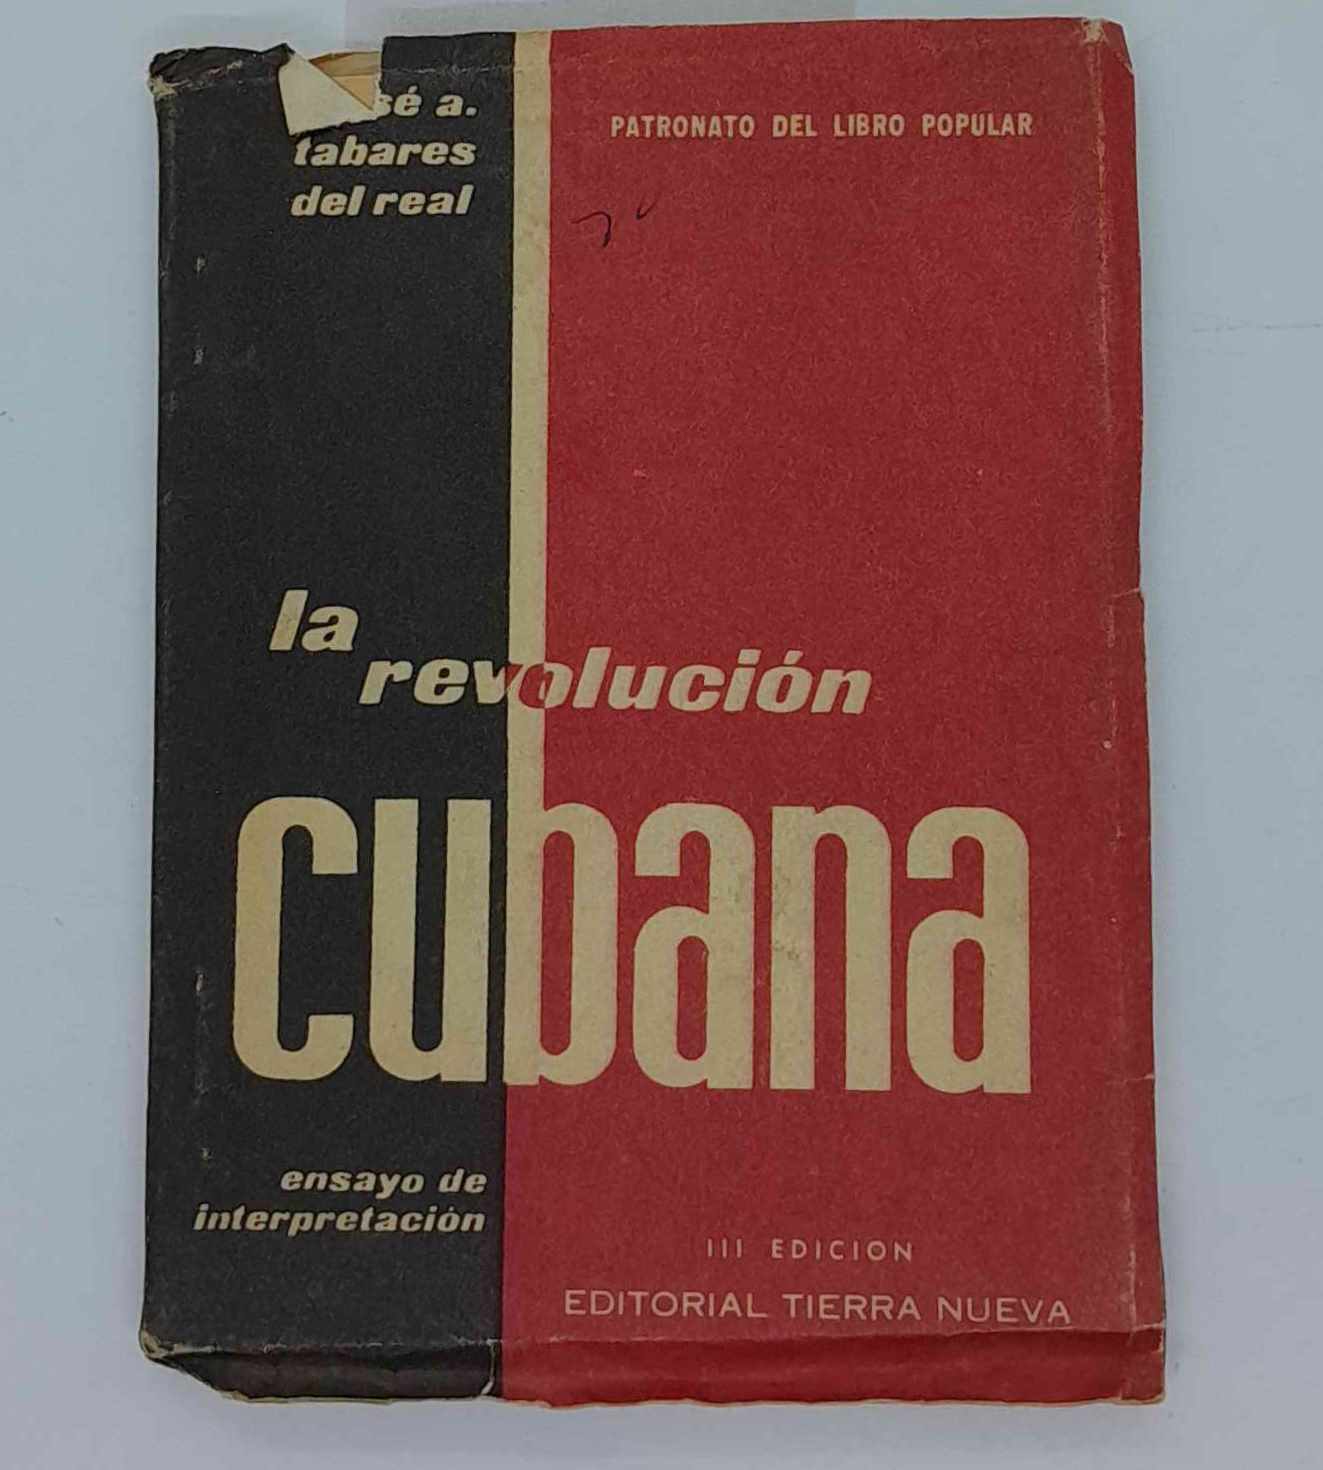 sé a.
tabares
del real
PATRONATO DEL LIBRO POPULAR
la
revolución
cubana
ensayo de
interpretación
III EDICION
EDITORIAL TIERRA NUEVA